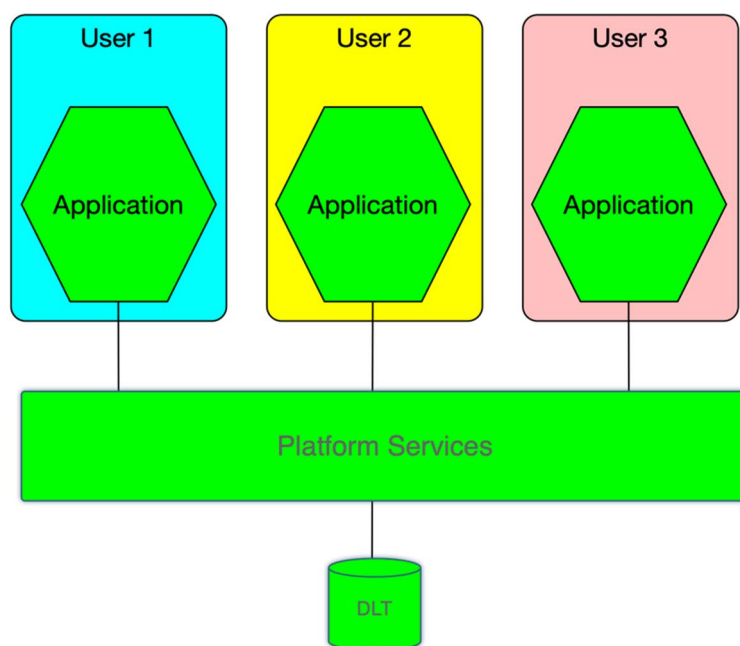 User 1
User 2
User 3
Application
Application
Application
Platform Services
DLT